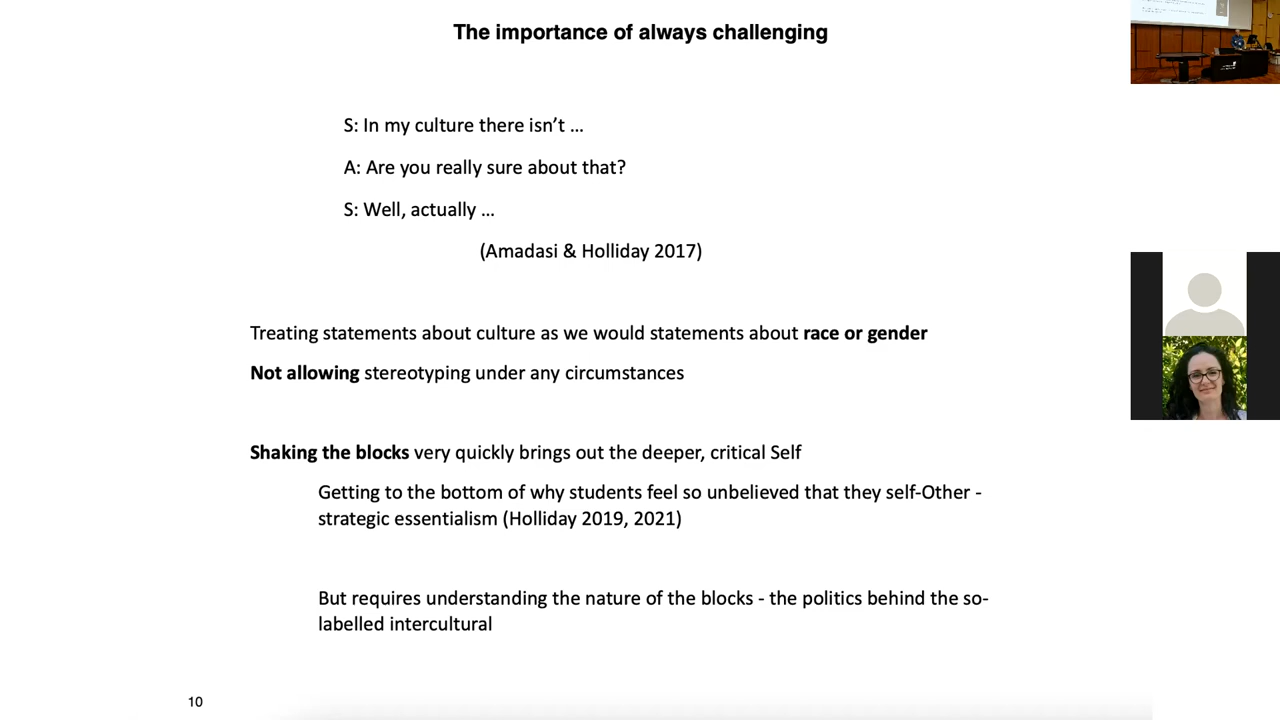 The importance of always challenging
S: In my culture there isn’t ...
A: Are you really sure about that?
S: Well, actually ...
(Amadasi & Holliday 2017)
Treating statements about culture as we would statements about race or gender
Not allowing stereotyping under any circumstances
Shaking the blocks very quickly brings out the deeper, critical Self
Getting to the bottom of why students feel so unbelieved that they self-Other -
strategic essentialism (Holliday 2019, 2021)
But requires understanding the nature of the blocks - the politics behind the so-
labelled intercultural
10